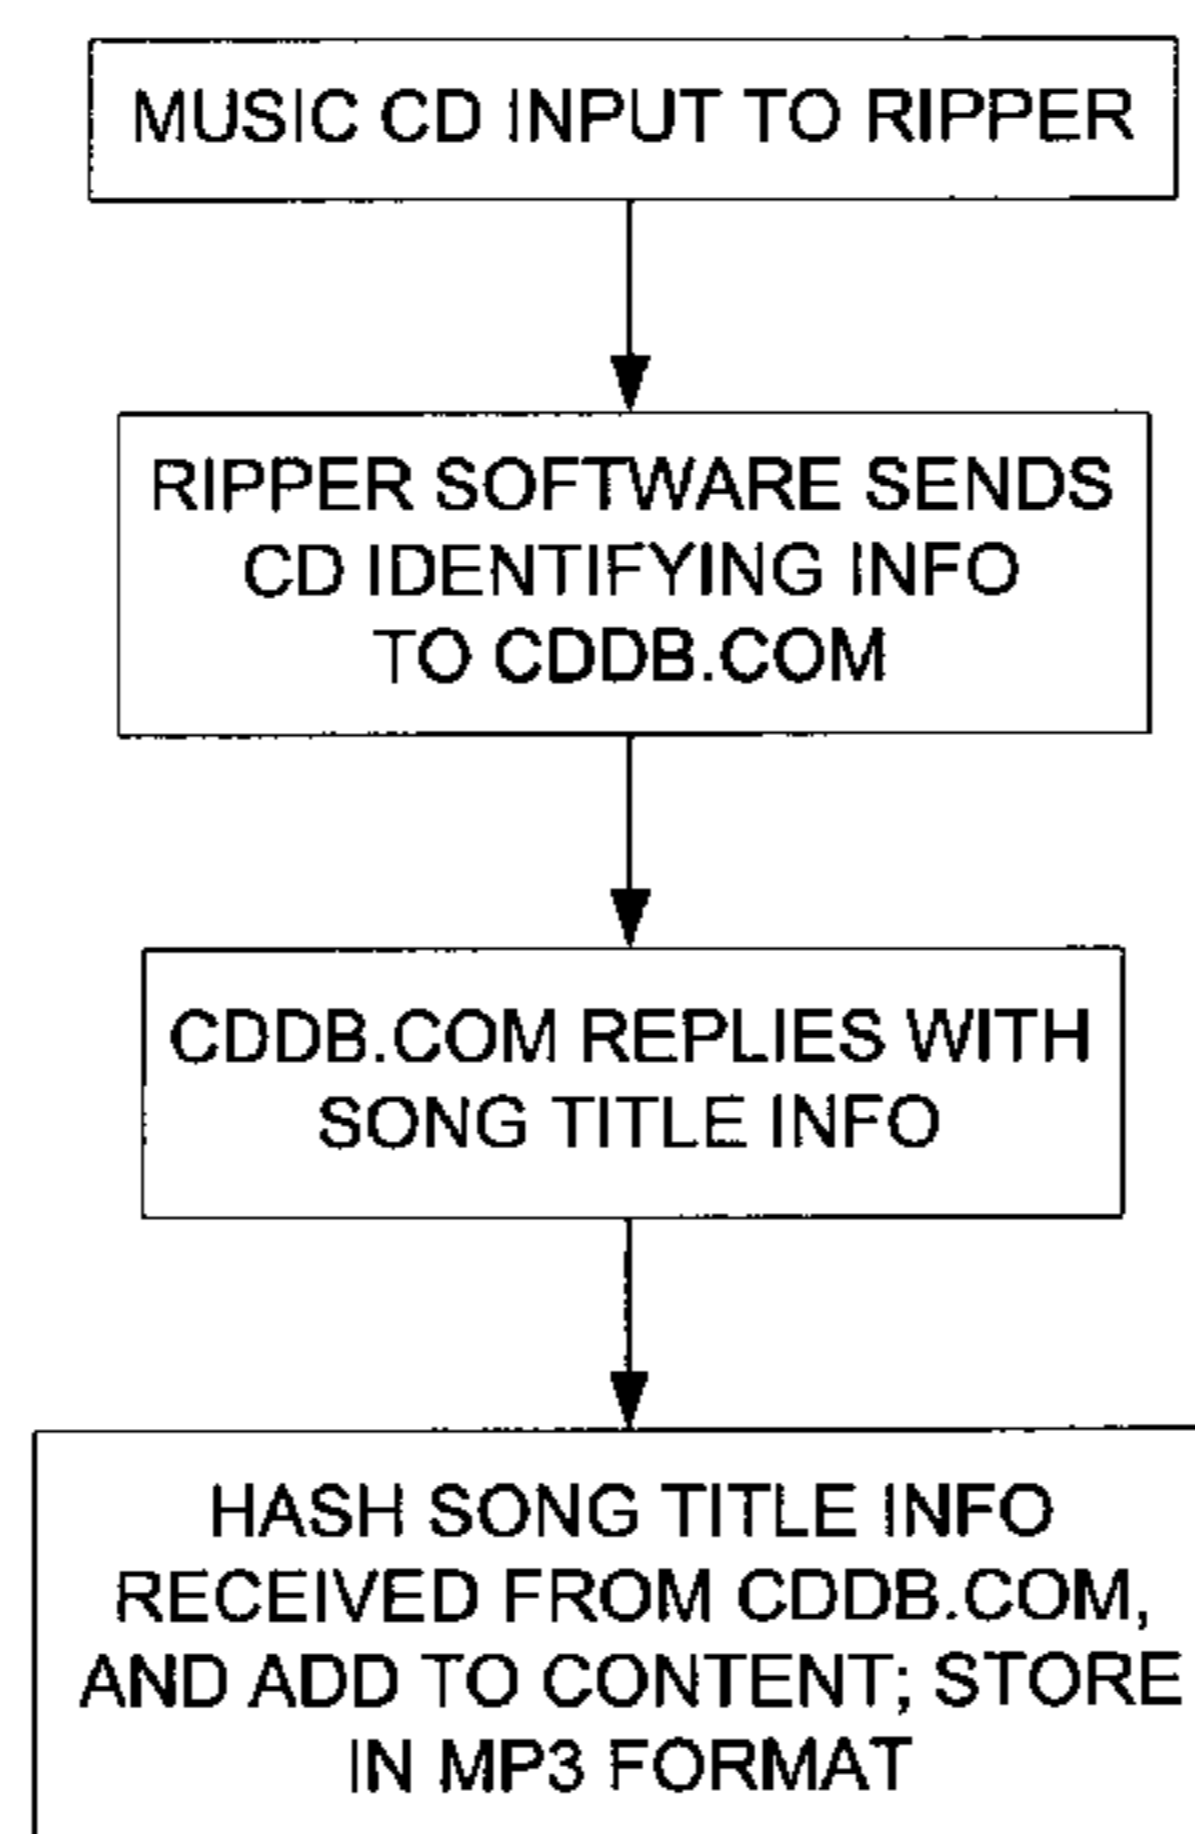 MUSIC CD INPUT TO RIPPER
RIPPER SOFTWARE SENDS
CD IDENTIFYING INFO
TO CDDB.COM
CDDB.COM REPLIES WITH
SONG TITLE INFO
HASH SONG TITLE INFO
RECEIVED FROM CDDB.COM,
AND ADD TO CONTENT; STORE
IN MP3 FORMAT